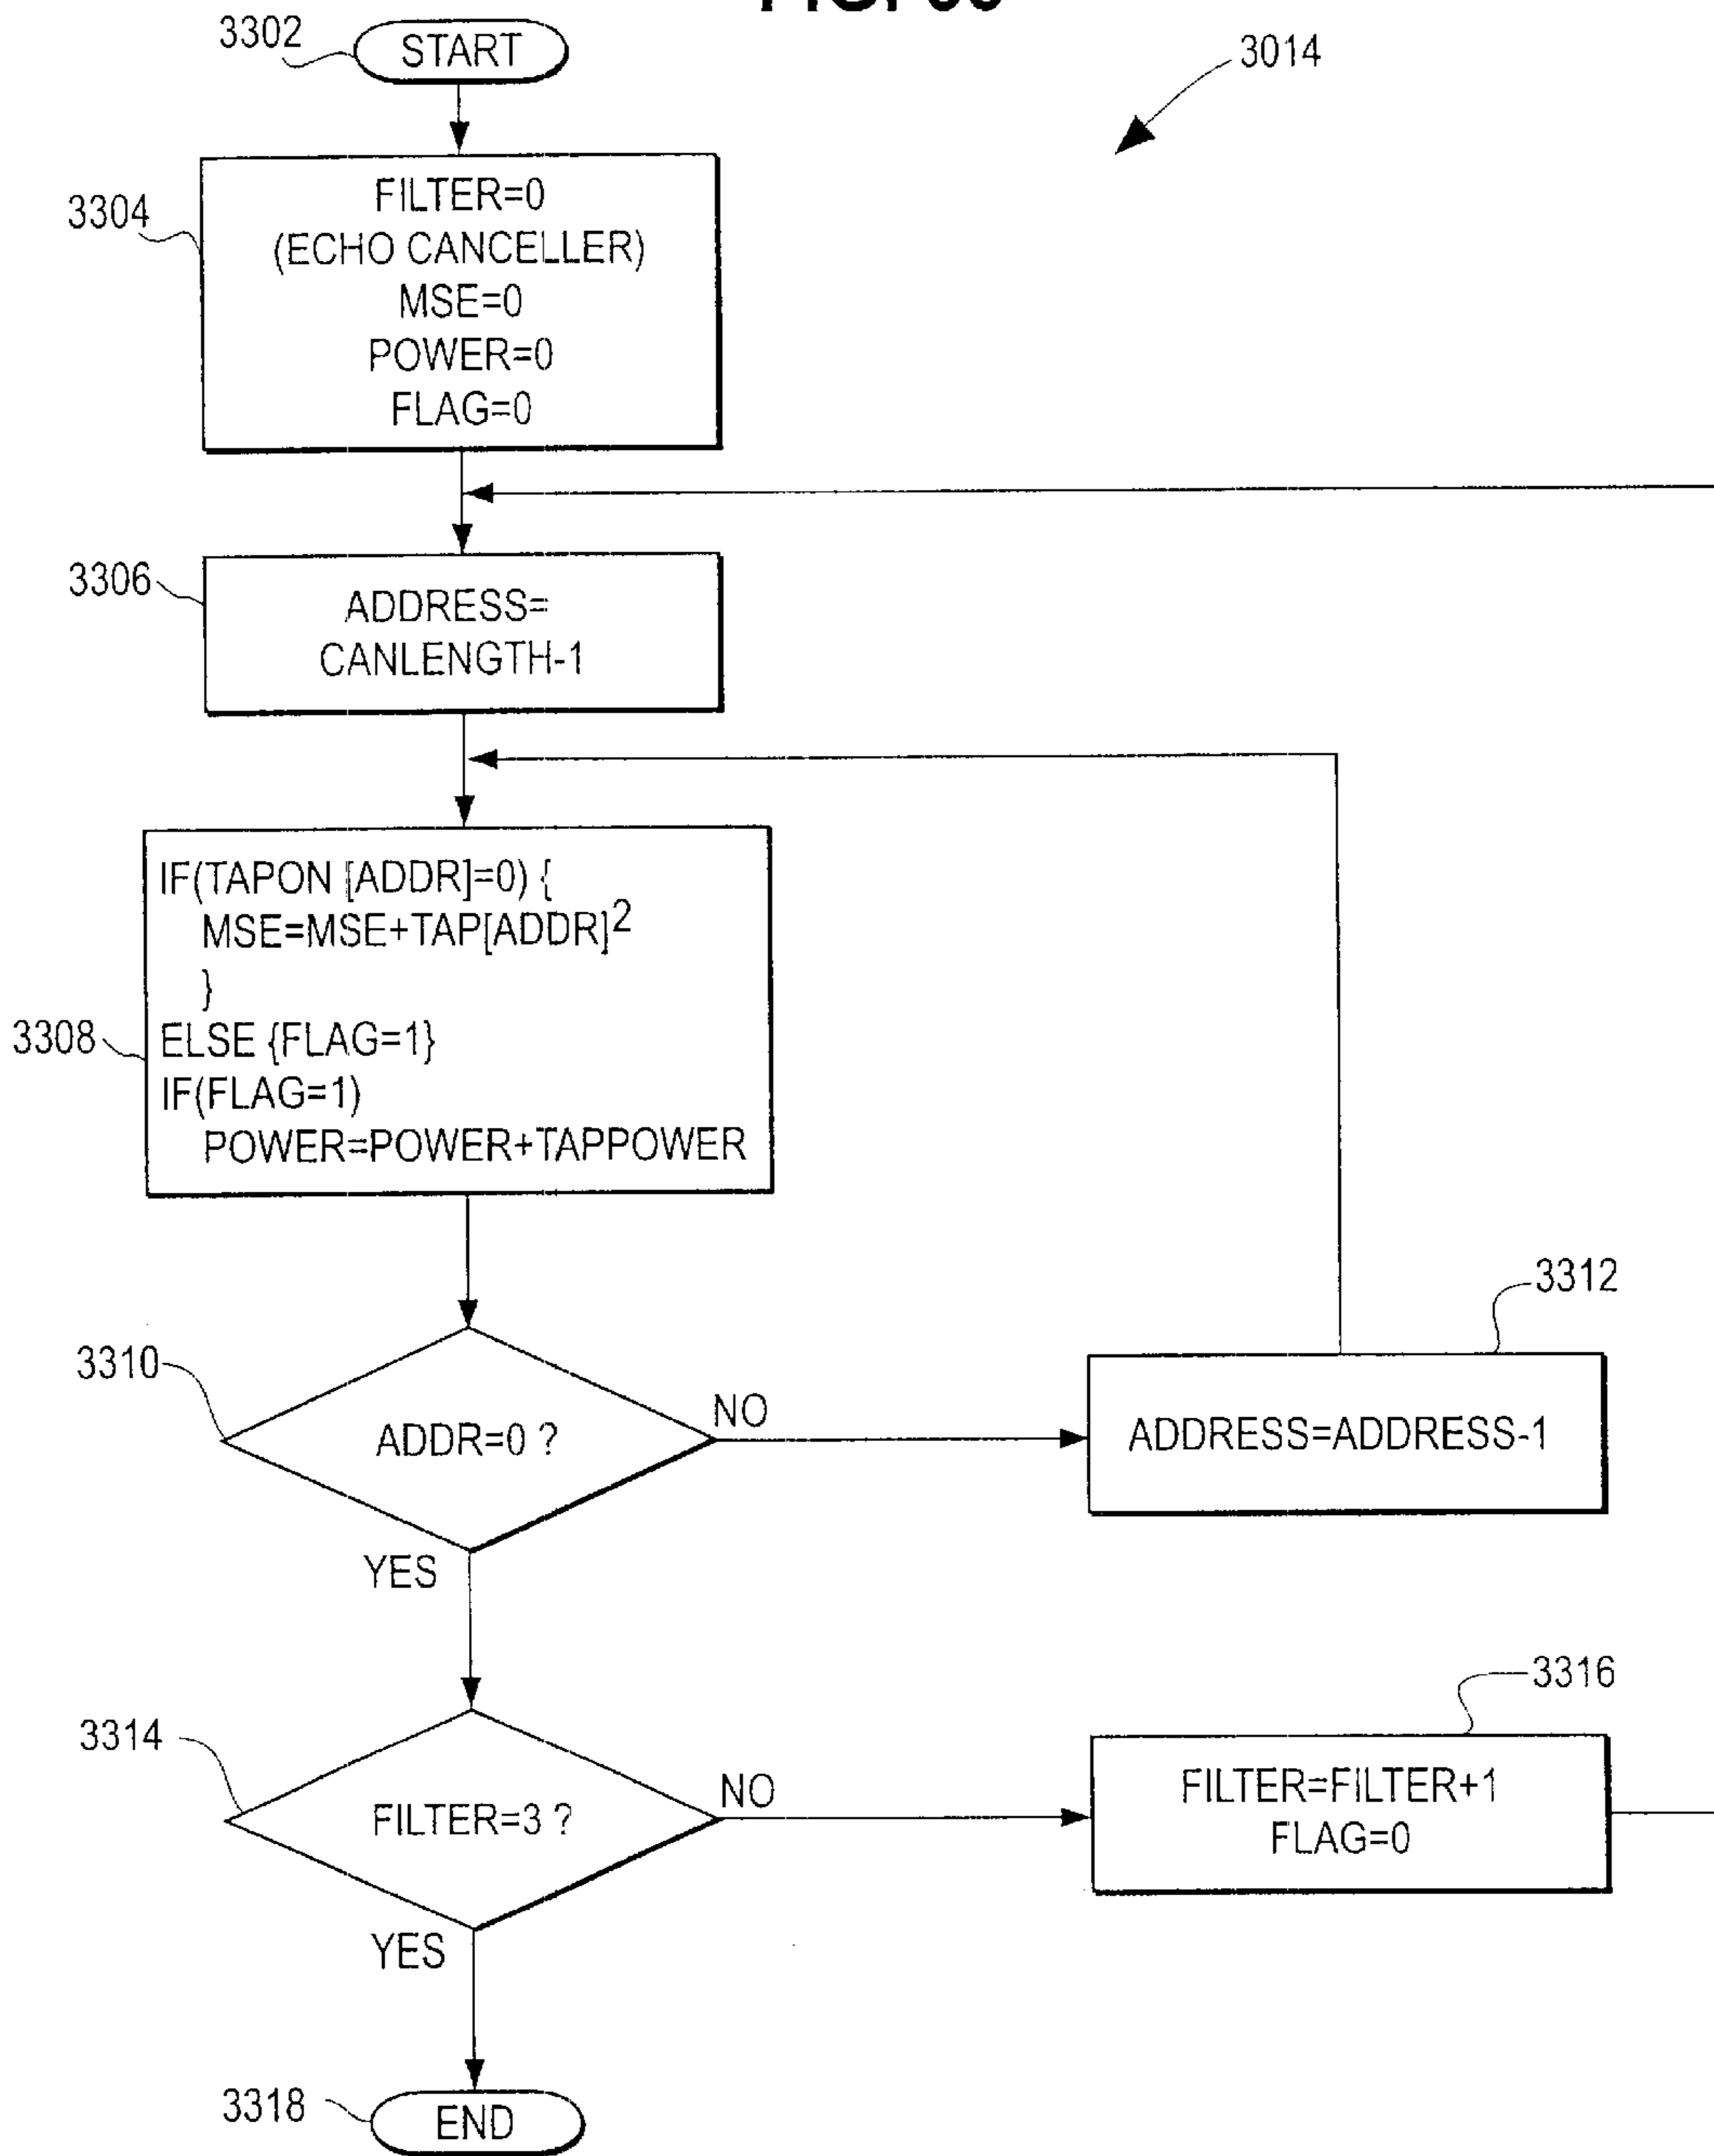 3302
START
3014
3304
FILTER=0
(ECHO CANCELLER)
MSE=0
POWER=0
FLAG=0
3306
ADDRESS=
CANLENGTH-1
3308
IF(TAPON [ADDR]=0) {
MSE=MSE+TAP[ADDR]²
}
ELSE {FLAG=1}
IF(FLAG=1)
POWER=POWER+TAPPOWER
3310
ADDR=0 ?
NO
YES
3312
ADDRESS=ADDRESS-1
3314
FILTER=3 ?
NO
YES
3316
FILTER=FILTER+1
FLAG=0
3318
END